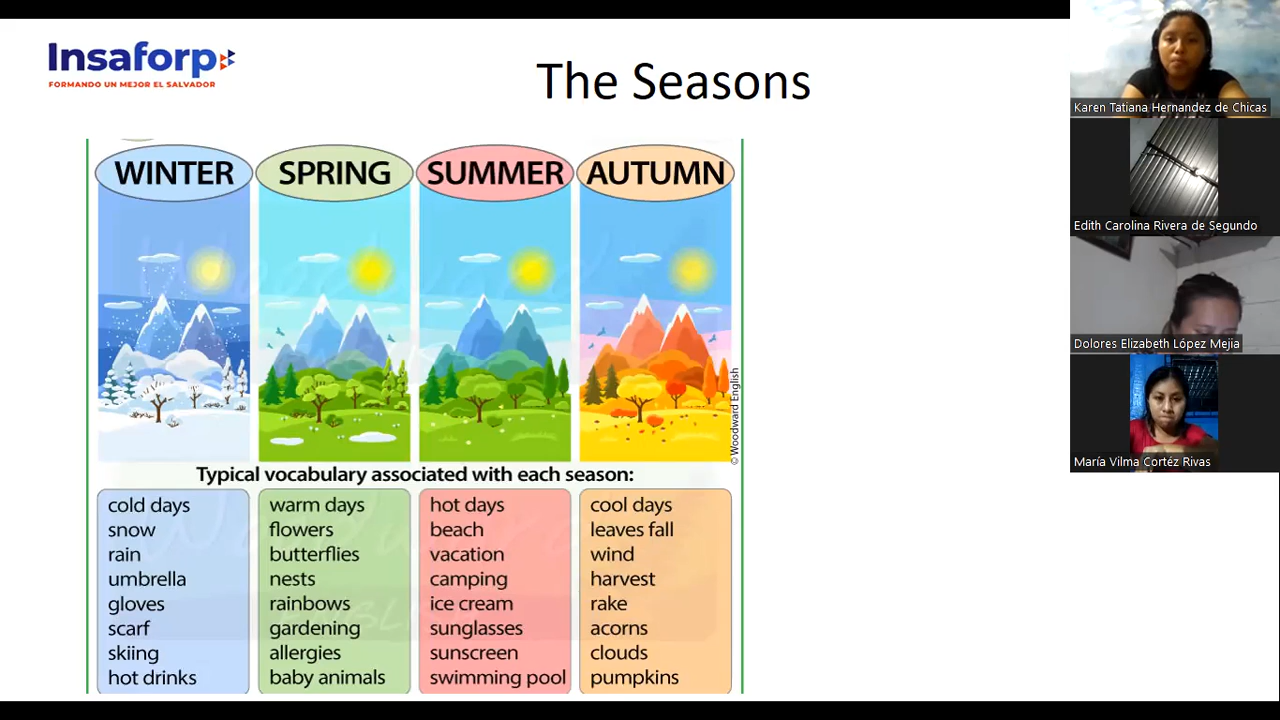 Insaforp
FORMANDO UN MEJOR EL SALVADOR
The Seasons
WINTER
SPRING
SUMMER
AUTUMN
© Woodward English
Typical vocabulary associated with each season:
cold days
snow
rain
umbrella
gloves
scarf
skiing
hot drinks
warm days
flowers
butterflies
nests
rainbows
gardening
allergies
baby animals
hot days
beach
vacation
camping
ice cream
sunglasses
sunscreen
swimming pool
cool days
leaves fall
wind
harvest
rake
acorns
clouds
pumpkins
Karen Tatiana Hernandez de Chicas
Edith Carolina Rivera de Segundo
Dolores Elizabeth López Mejia
María Vilma Cortéz Rivas